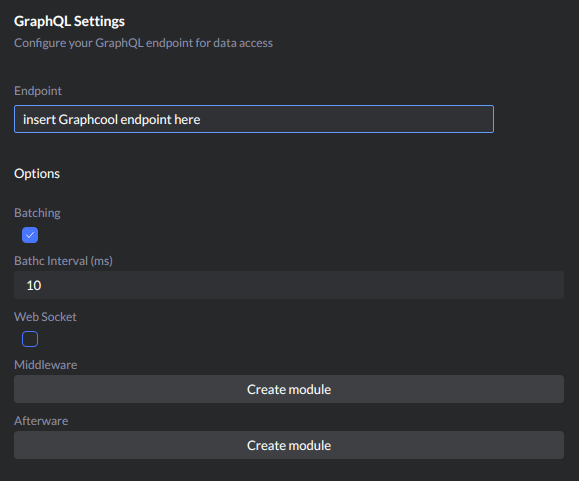 GraphQL Settings
Configure your GraphQL endpoint for data access
Endpoint
insert Graphcool endpoint here
Options
Batching
Bathc Interval (ms)
10
Web Socket
Middleware
Create module
Afterware
Create module